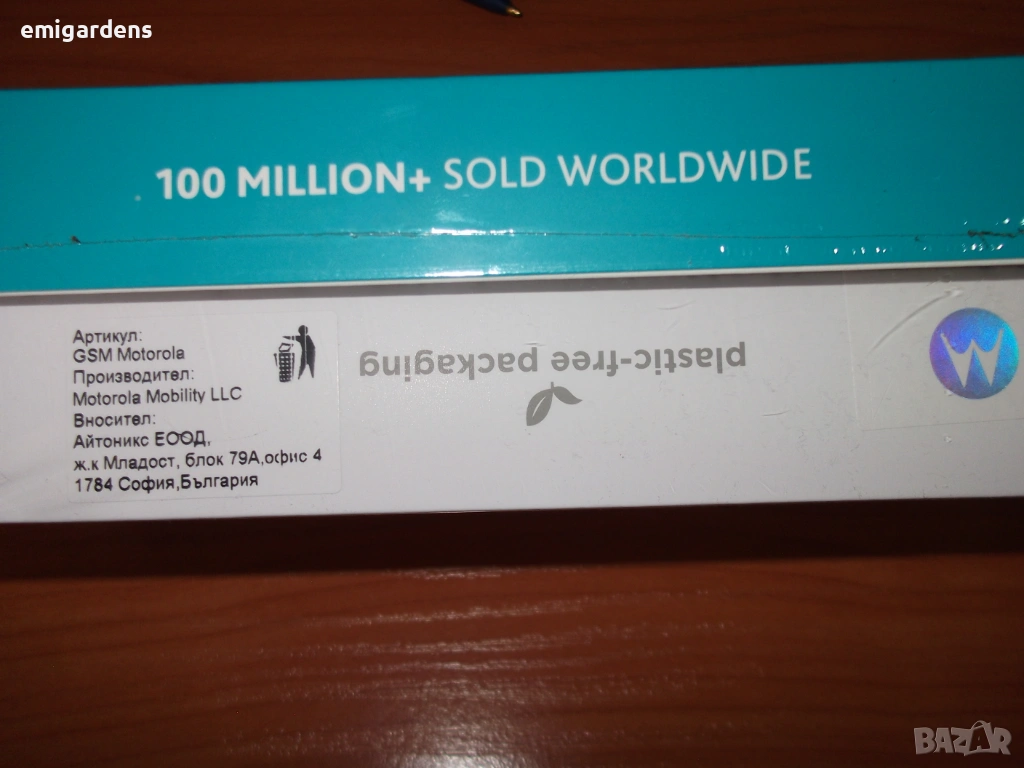 emigardens
100 MILLION+ SOLD WORLDWIDE
Артикул:
GSM Motorola
Производител:
Motorola Mobility LLC
Вносител:
Айтоникс ЕООД,
ж.к Младост, блок 79А,офис 4
1784 София,България
plastic-free packaging
BAZAR